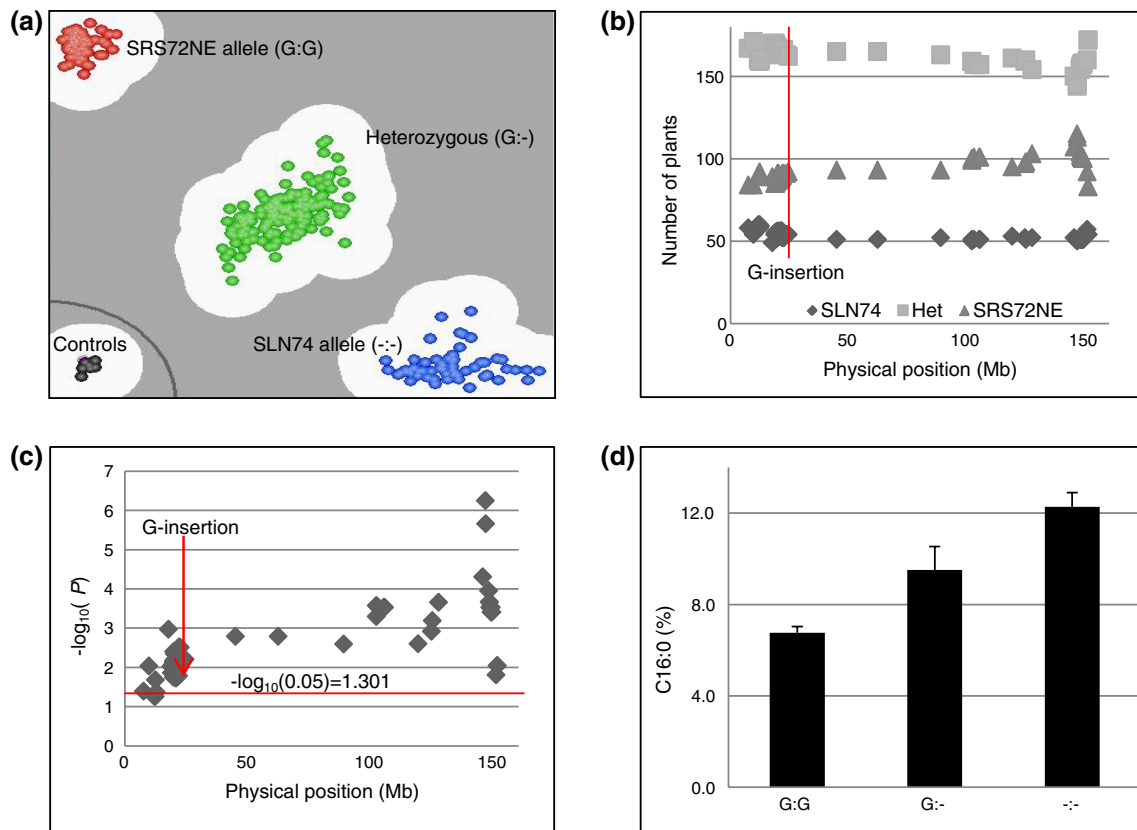 (a)
SRS72NE allele (G:G)
Heterozygous (G:-)
SLN74 allele (-:-)
Controls
(b)
Number of plants
150
100
50
0
G-insertion
SLN74 Het SRS72NE
0 50 100 150
Physical position (Mb)
(c)
-log10( P)
7
6
5
4
3
2
1
0
G-insertion
-log10(0.05)=1.301
0 50 100 150
Physical position (Mb)
(d)
C16:0 (%)
12.0
8.0
4.0
0.0
G:G G:- -:-